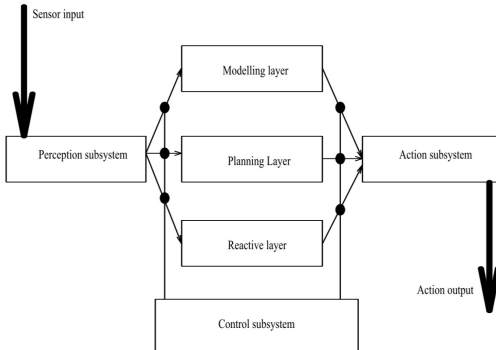 Sensor input
Modelling layer
Perception subsystem
Planning Layer
Action subsystem
Reactive layer
Action output
Control subsystem